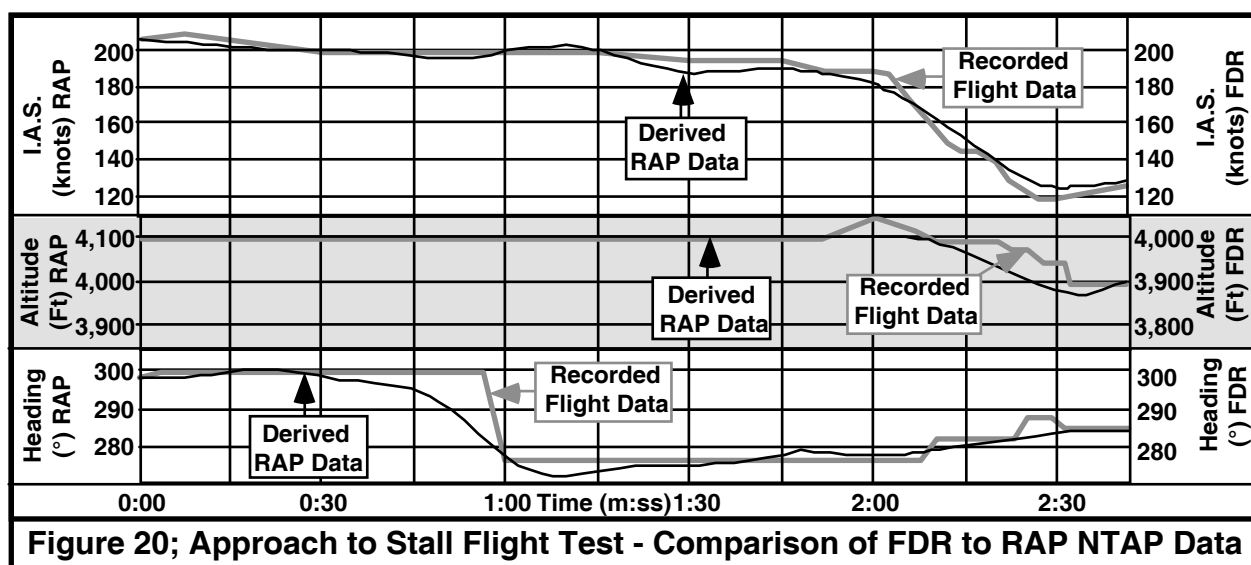 I.A.S.
(knots) RAP
200
180
160
140
120
Recorded
Flight Data
Derived
RAP Data
200
180
160
140
120
I.A.S.
(knots) FDR
Altitude
(Ft) RAP
4,100
4,000
3,900
Derived
RAP Data
Recorded
Flight Data
4,000
3,900
3,800
Altitude
(Ft) FDR
Heading
(°) RAP
300
290
280
Derived
RAP Data
Recorded
Flight Data
300
290
280
Heading
(°) FDR
0:00 0:30 1:00 Time (m:ss) 1:30 2:00 2:30
Figure 20; Approach to Stall Flight Test - Comparison of FDR to RAP NTAP Data